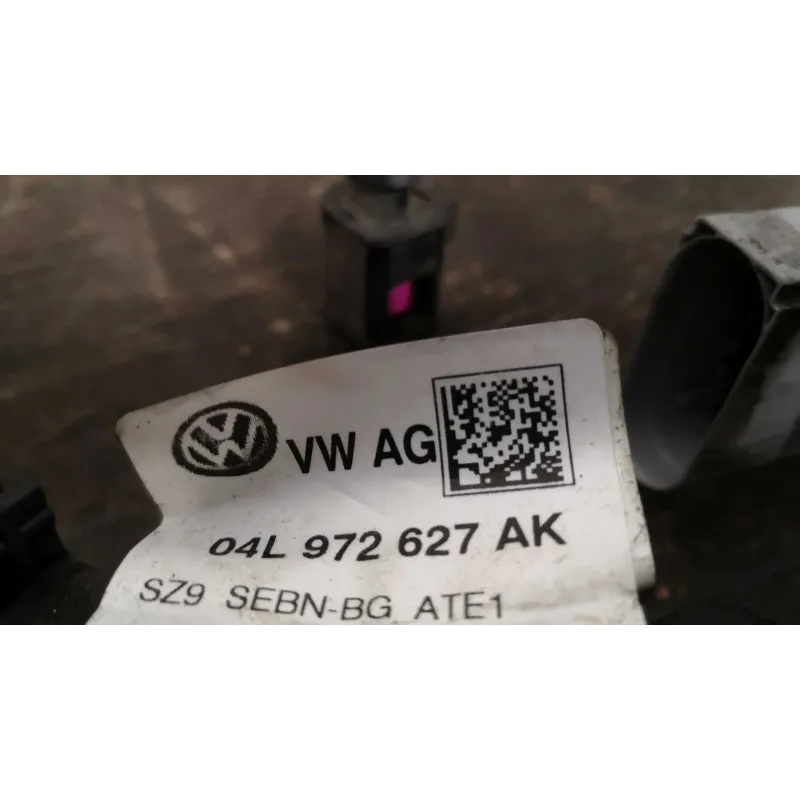 VW AG
04L 972 627 AK
SZ9 SEBN-BG ATE1